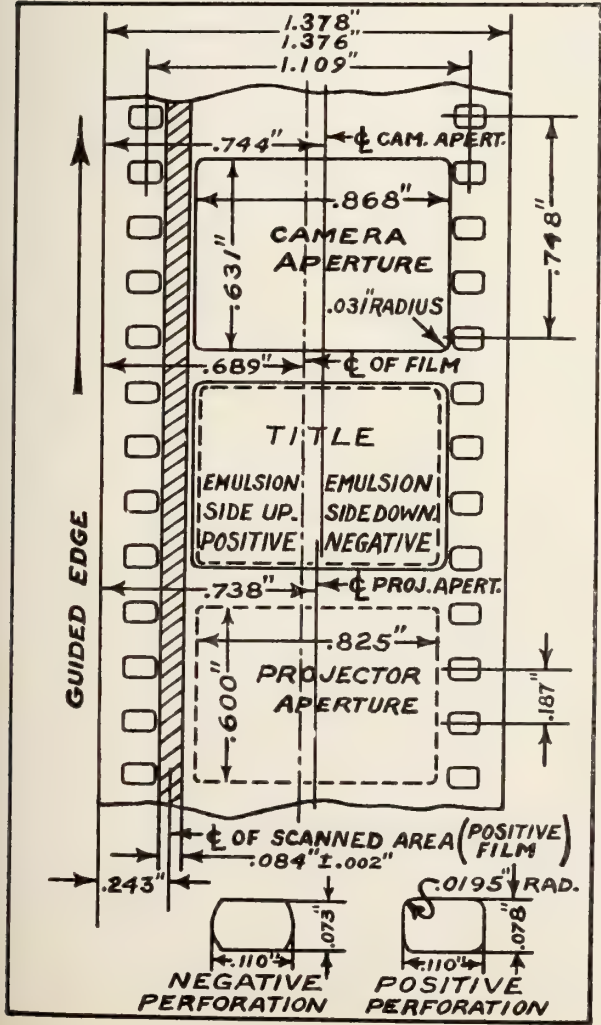 1.378"
1.376"
1.109"
.744"
℄ CAM. APERT.
.868"
CAMERA
APERTURE
.631"
.748"
.031" RADIUS
.689"
℄ OF FILM
TITLE
EMULSION
SIDE UP.
POSITIVE
EMULSION
SIDE DOWN.
NEGATIVE
GUIDED EDGE
.738"
℄ PROJ. APERT.
.825"
PROJECTOR
APERTURE
.600"
.187"
℄ OF SCANNED AREA (POSITIVE FILM)
.084" ±.002"
.243"
.073"
.110"
NEGATIVE
PERFORATION
.0195" RAD.
.078"
.110"
POSITIVE
PERFORATION